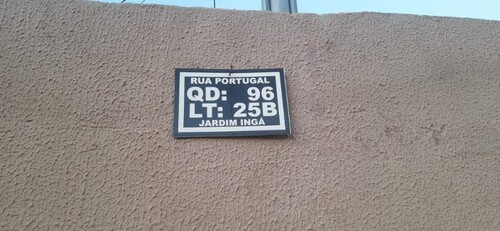 RUA PORTUGAL
QD: 96
LT: 25B
JARDIM INGÁ